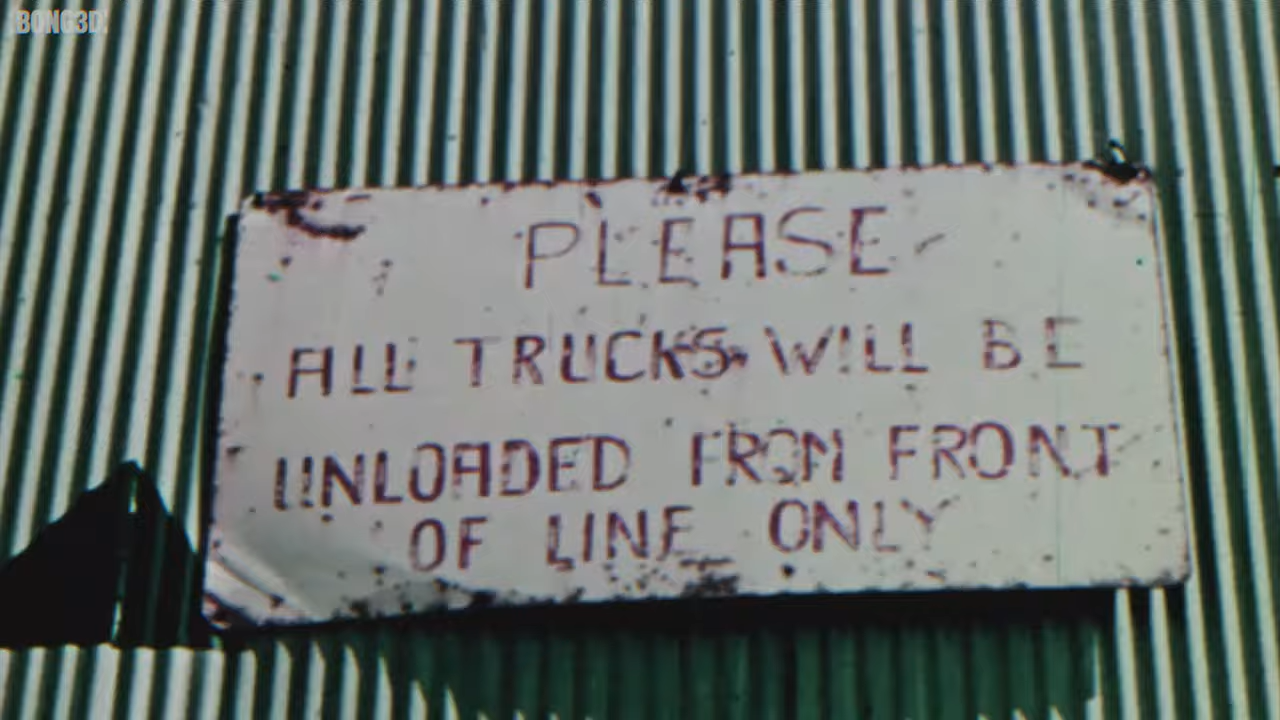 BONG3D
PLEASE
ALL TRUCKS WILL BE
UNLOADED FROM FRONT
OF LINE ONLY